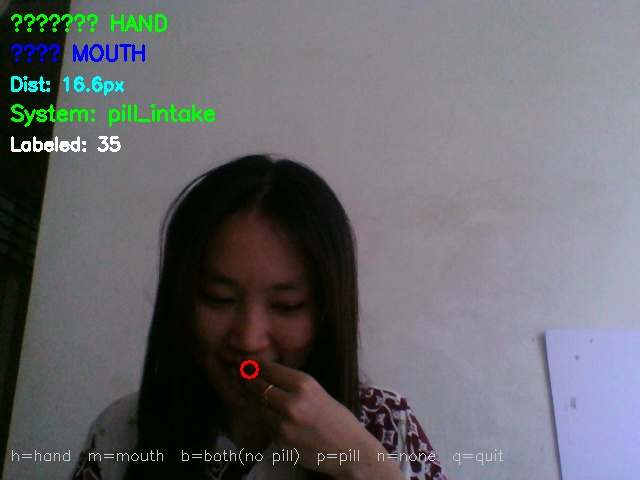 ??????? HAND
???? MOUTH
Dist: 16.6px
System: pill_intake
Labeled: 35
h=hand m=mouth b=both(no pill) p=pill n=none q=quit